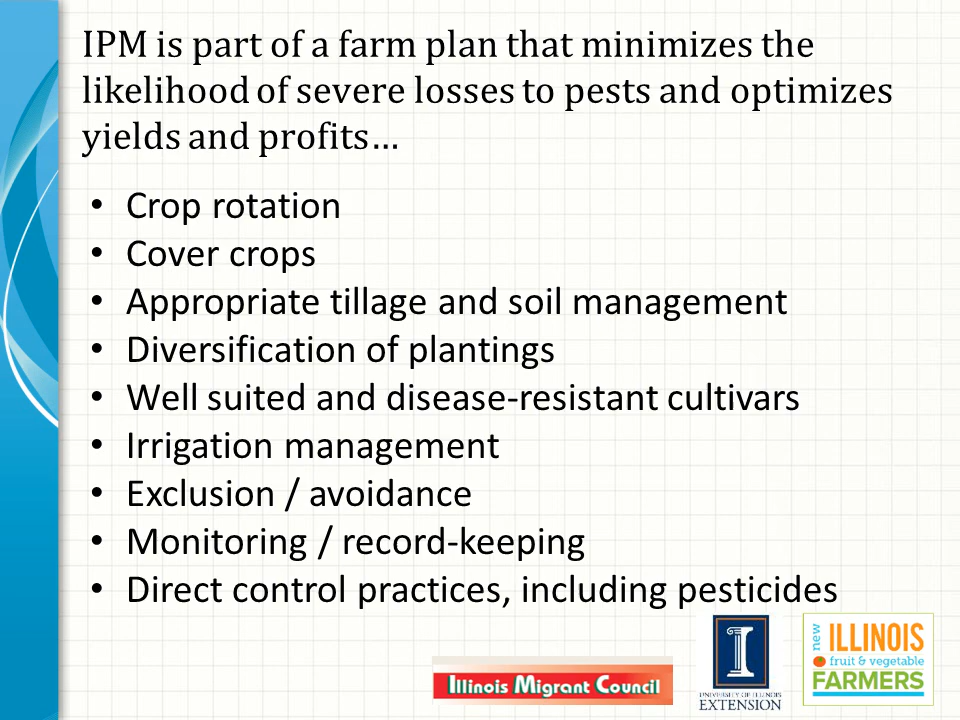 IPM is part of a farm plan that minimizes the
likelihood of severe losses to pests and optimizes
yields and profits…
• Crop rotation
• Cover crops
• Appropriate tillage and soil management
• Diversification of plantings
• Well suited and disease-resistant cultivars
• Irrigation management
• Exclusion / avoidance
• Monitoring / record-keeping
• Direct control practices, including pesticides
Illinois Migrant Council
I
UNIVERSITY OF ILLINOIS
EXTENSION
new
ILLINOIS
fruit & vegetable
FARMERS